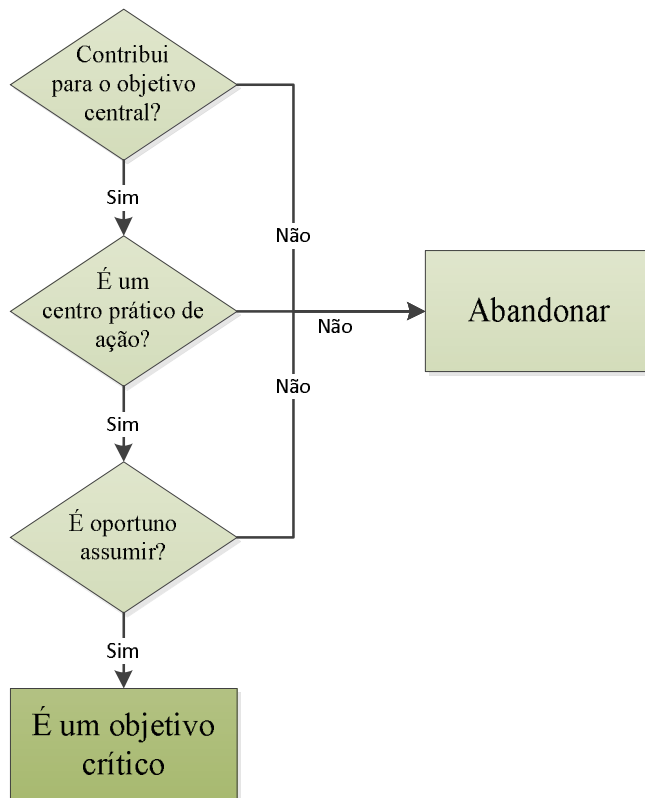 Contribui
para o objetivo
central?
Sim
Não
É um
centro prático de
ação?
Não
Abandonar
Não
Sim
É oportuno
assumir?
Sim
É um objetivo
crítico